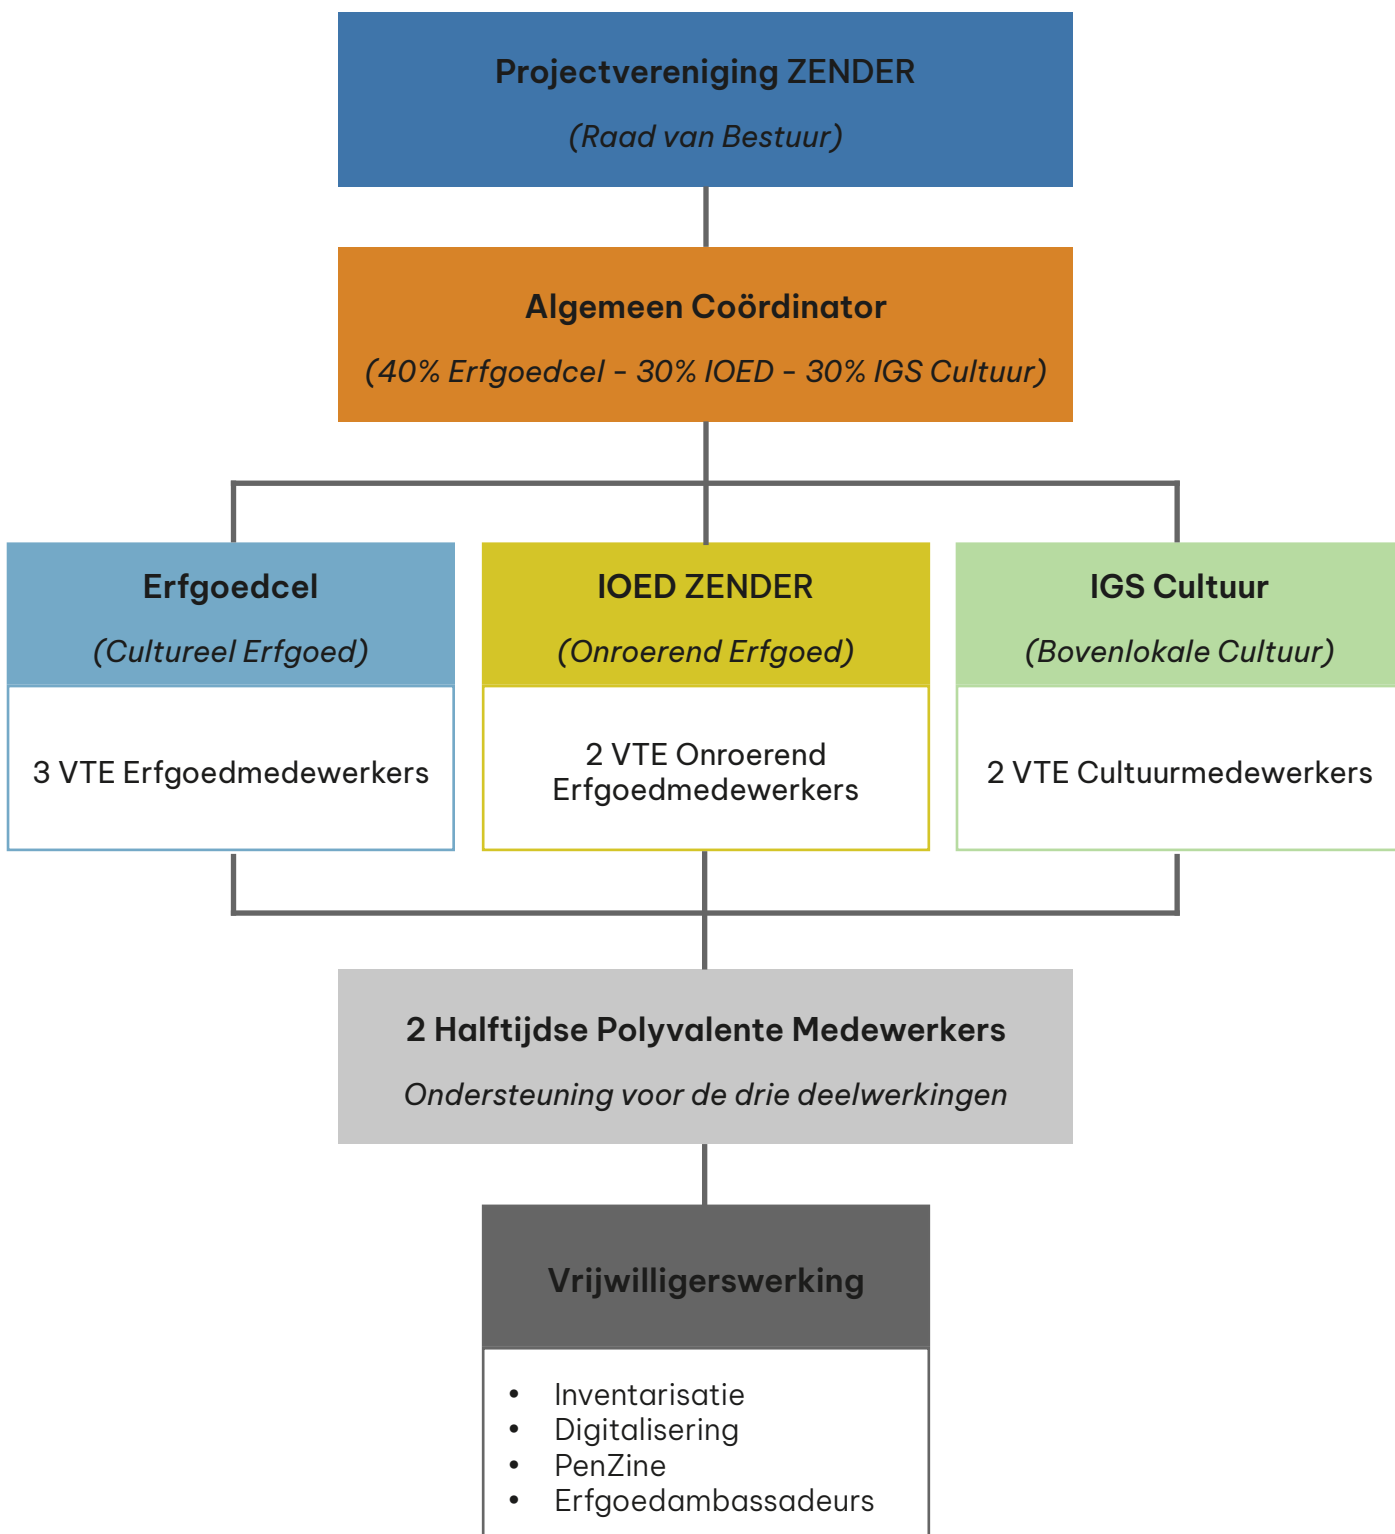 Projectvereniging ZENDER
(Raad van Bestuur)
Algemeen Coördinator
(40% Erfgoedcel - 30% IOED - 30% IGS Cultuur)
Erfgoedcel
(Cultureel Erfgoed)
3 VTE Erfgoedmedewerkers
IOED ZENDER
(Onroerend Erfgoed)
2 VTE Onroerend
Erfgoedmedewerkers
IGS Cultuur
(Bovenlokale Cultuur)
2 VTE Cultuurmedewerkers
2 Halftijdse Polyvalente Medewerkers
Ondersteuning voor de drie deelwerkingen
Vrijwilligerswerking
• Inventarisatie
• Digitalisering
• PenZine
• Erfgoedambassadeurs